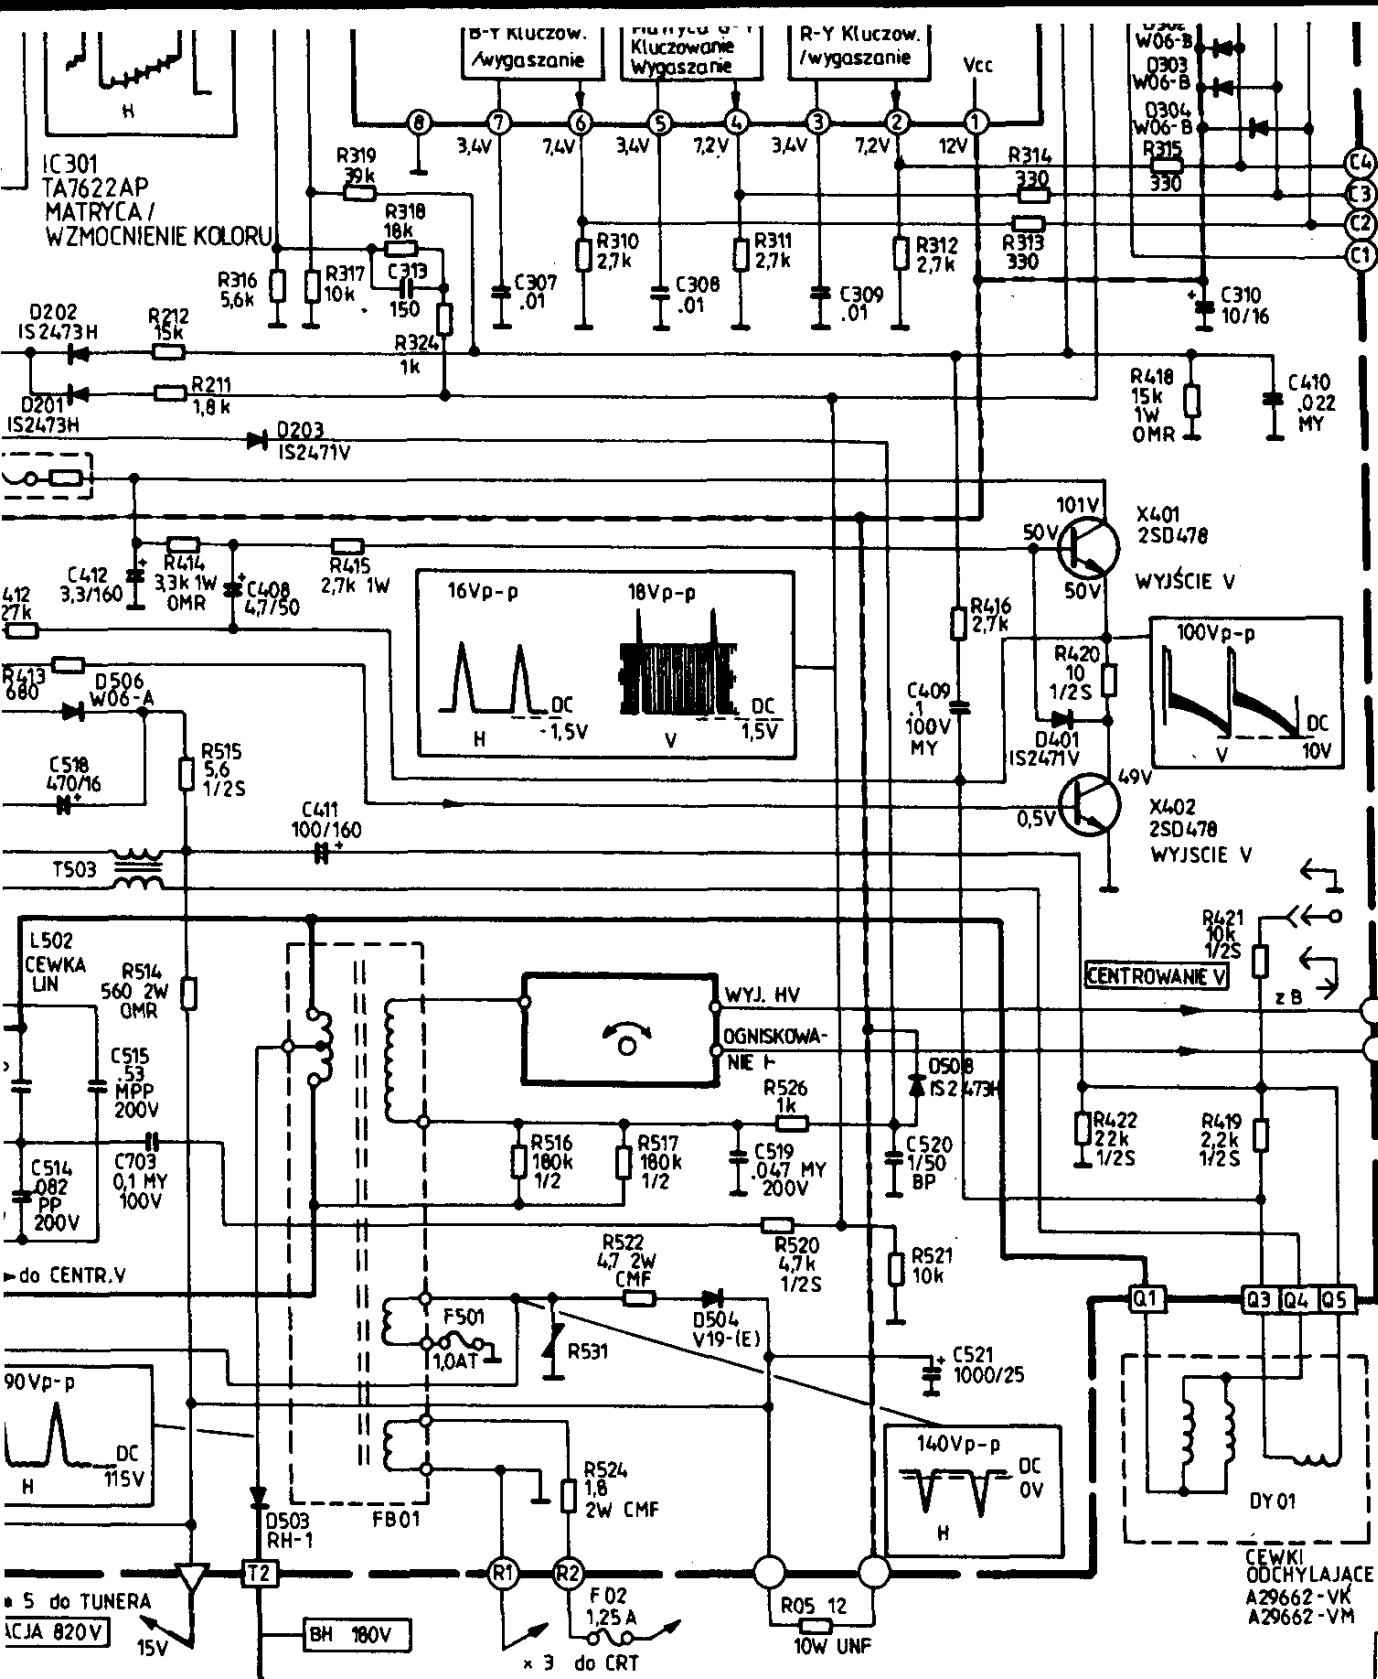 B-Y Kluczow.
/wygaszanie
Kluczowanie
Wygaszanie
R-Y Kluczow.
/wygaszanie
Vcc
W06-B
D303
W06-B
D304
W06-B
H
8
7
6
5
4
3
2
1
3,4V
7,4V
3,4V
7,2V
3,4V
7,2V
12V
IC301
TA7622AP
MATRYCA /
WZMOCNIENIE KOLORU
R319
39k
R318
18k
R316
5,6k
R317
10k
C313
150
R324
1k
R310
2,7k
R311
2,7k
R312
2,7k
C307
.01
C308
.01
C309
.01
R314
330
R313
330
R315
330
C4
C3
C2
C1
C310
10/16
D202
IS2473H
R212
15k
D201
IS2473H
R211
1,8k
D203
IS2471V
R418
15k
1W
OMR
C410
.022
MY
101V
50V
50V
X401
2SD478
WYJŚCIE V
C412
3,3/160
R414
3,3k 1W
OMR
C408
4,7/50
R415
2,7k 1W
412
27k
R413
680
D506
W06-A
16Vp-p
H
DC
-1,5V
18Vp-p
V
DC
1,5V
R416
2,7k
C409
.1
100V
MY
R420
10
1/2S
D401
IS2471V
100Vp-p
V
DC
10V
49V
0,5V
X402
2SD478
WYJSCIE V
R515
5,6
1/2S
C518
470/16
C411
100/160
T503
L502
CEWKA
LIN
R514
560 2W
OMR
C515
.53
MPP
200V
C514
.082
PP
200V
C703
0,1 MY
100V
do CENTR.V
WYJ. HV
OGNISKOWA-
NIE
D508
IS2473H
R421
10k
1/2S
CENTROWANIE V
z B
R526
1k
R516
180k
1/2
R517
180k
1/2
C519
.047 MY
200V
C520
1/50
BP
R422
22k
1/2S
R419
2,2k
1/2S
R522
4,7 2W
CMF
R520
4,7k
1/2S
R521
10k
F501
1,0AT
R531
D504
V19-(E)
C521
1000/25
Q1
Q3
Q4
Q5
90Vp-p
H
DC
115V
140Vp-p
H
DC
0V
R524
1,8
2W CMF
D503
RH-1
FB01
DY01
CEWKI
ODCHYLAJĄCE
A29662-VK
A29662-VM
T2
R1
R2
5 do TUNERA
ACJA 820V
15V
BH 180V
F02
1,25A
× 3 do CRT
R05 12
10W UNF